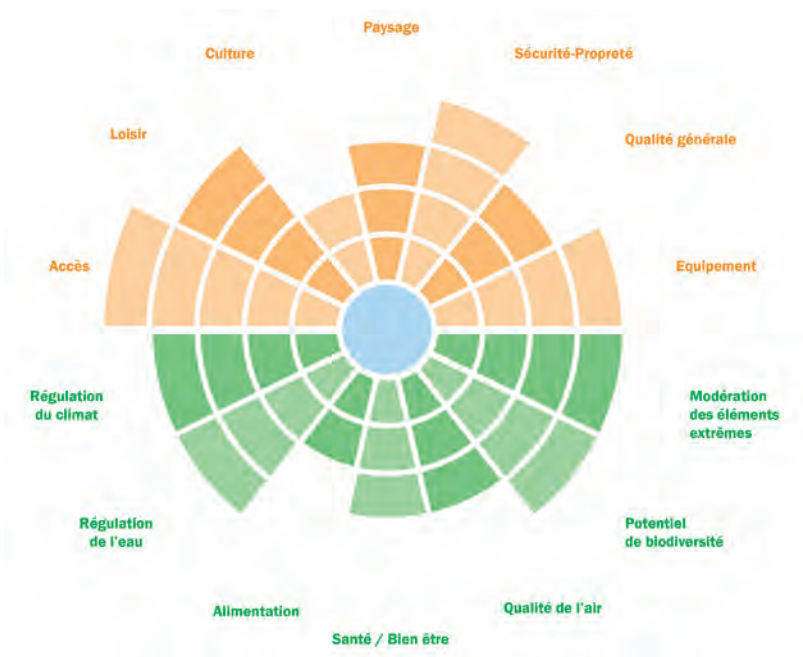 Paysage
Culture
Sécurité-Propreté
Loisir
Qualité générale
Accès
Equipement
Régulation
du climat
Modération
des éléments
extrêmes
Régulation
de l'eau
Potentiel
de biodiversité
Alimentation
Qualité de l'air
Santé / Bien être